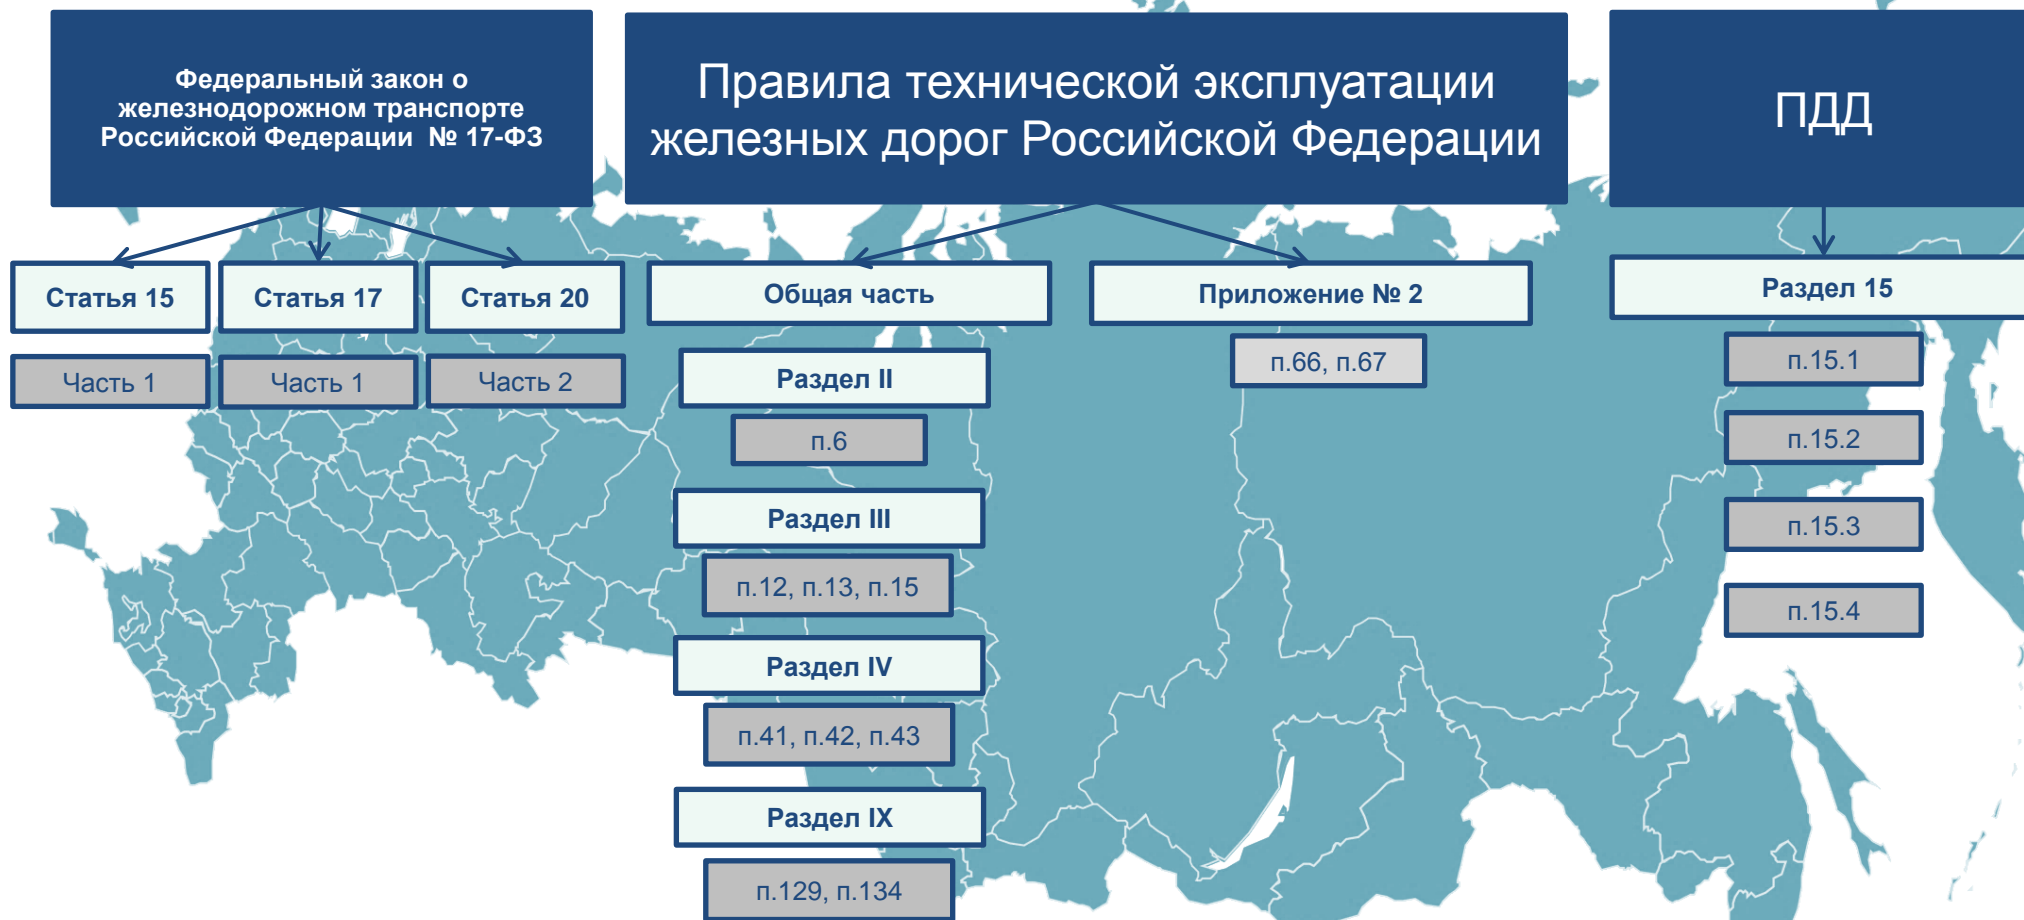 Федеральный закон о
железнодорожном транспорте
Российской Федерации № 17-ФЗ
Статья 15
Часть 1
Статья 17
Часть 1
Статья 20
Часть 2
Правила технической эксплуатации
железных дорог Российской Федерации
Общая часть
Раздел II
п.6
Раздел III
п.12, п.13, п.15
Раздел IV
п.41, п.42, п.43
Раздел IX
п.129, п.134
Приложение № 2
п.66, п.67
ПДД
Раздел 15
п.15.1
п.15.2
п.15.3
п.15.4